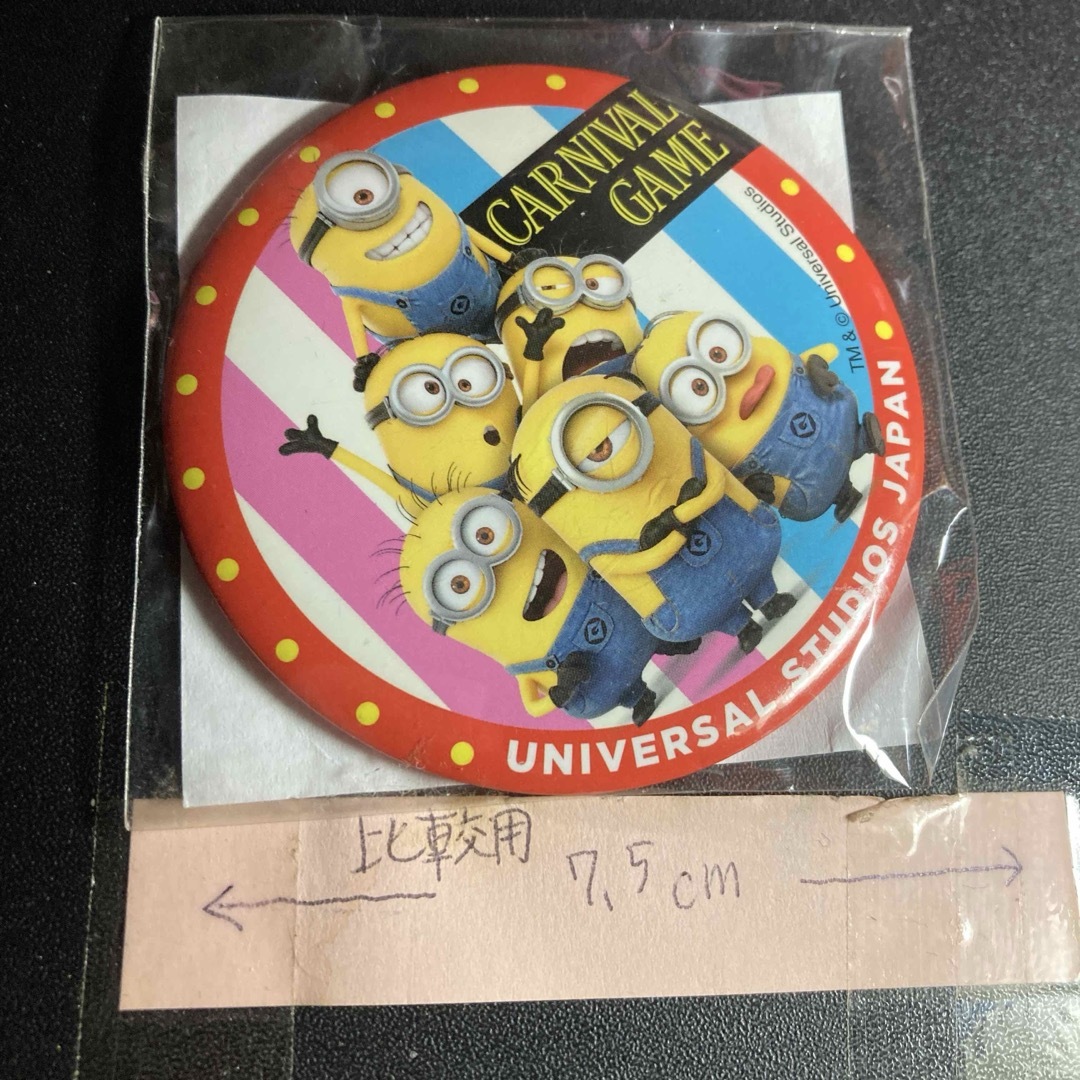 CARNIVAL
GAME
TM & © Universal Studios
UNIVERSAL STUDIOS JAPAN
比較用
7.5cm